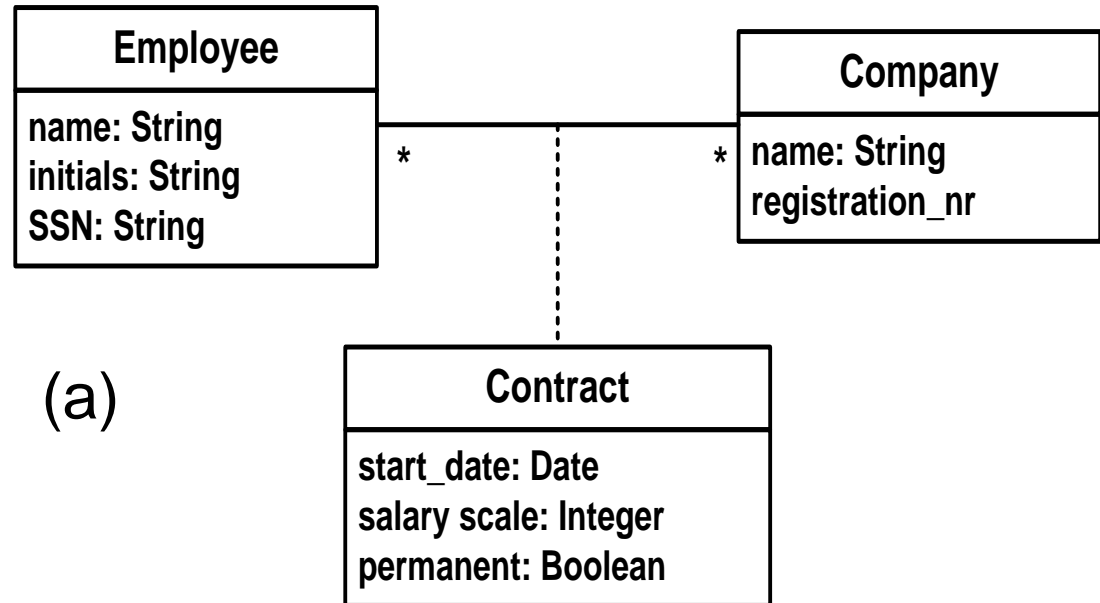 Employee
name: String
initials: String
SSN: String
*
*
Company
name: String
registration_nr
(a)
Contract
start_date: Date
salary scale: Integer
permanent: Boolean